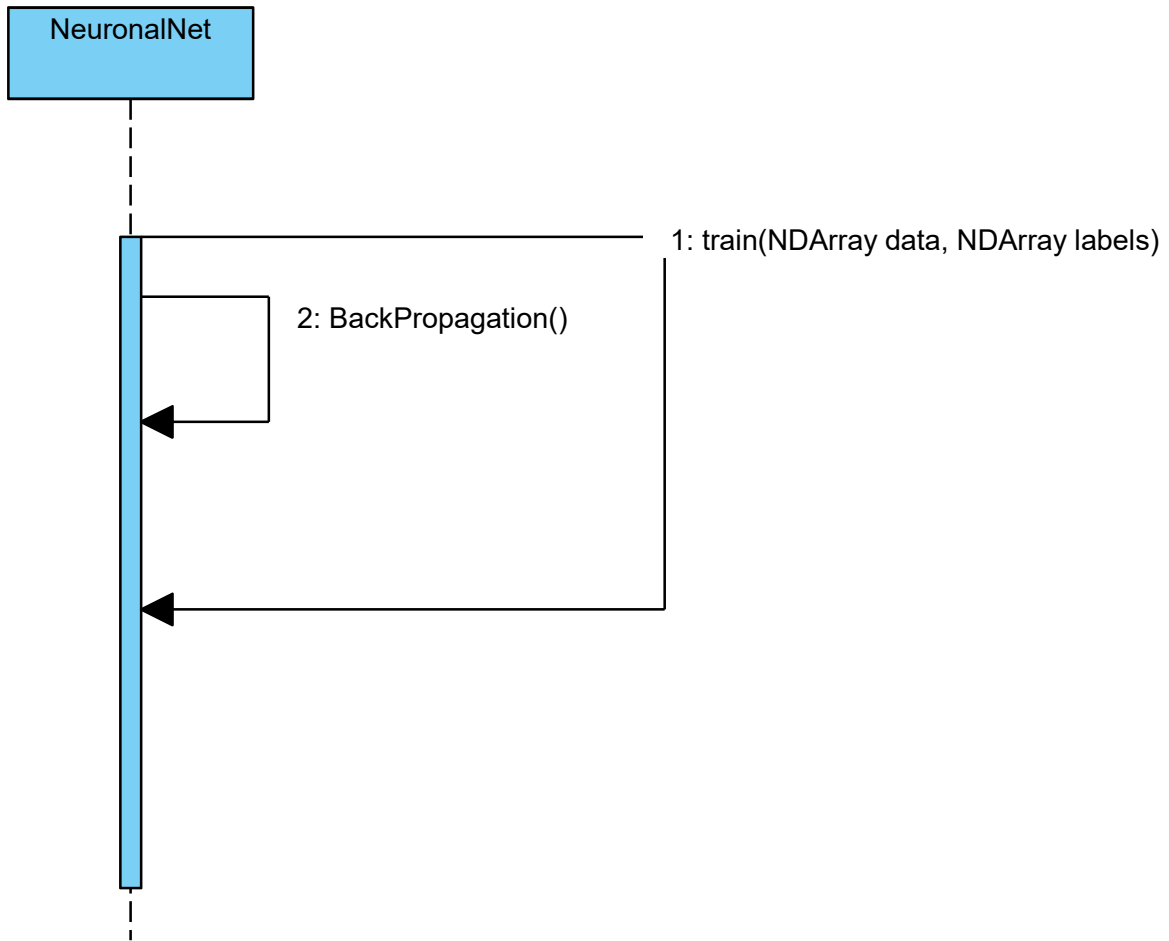 NeuronalNet
1: train(NDArray data, NDArray labels)
2: BackPropagation()